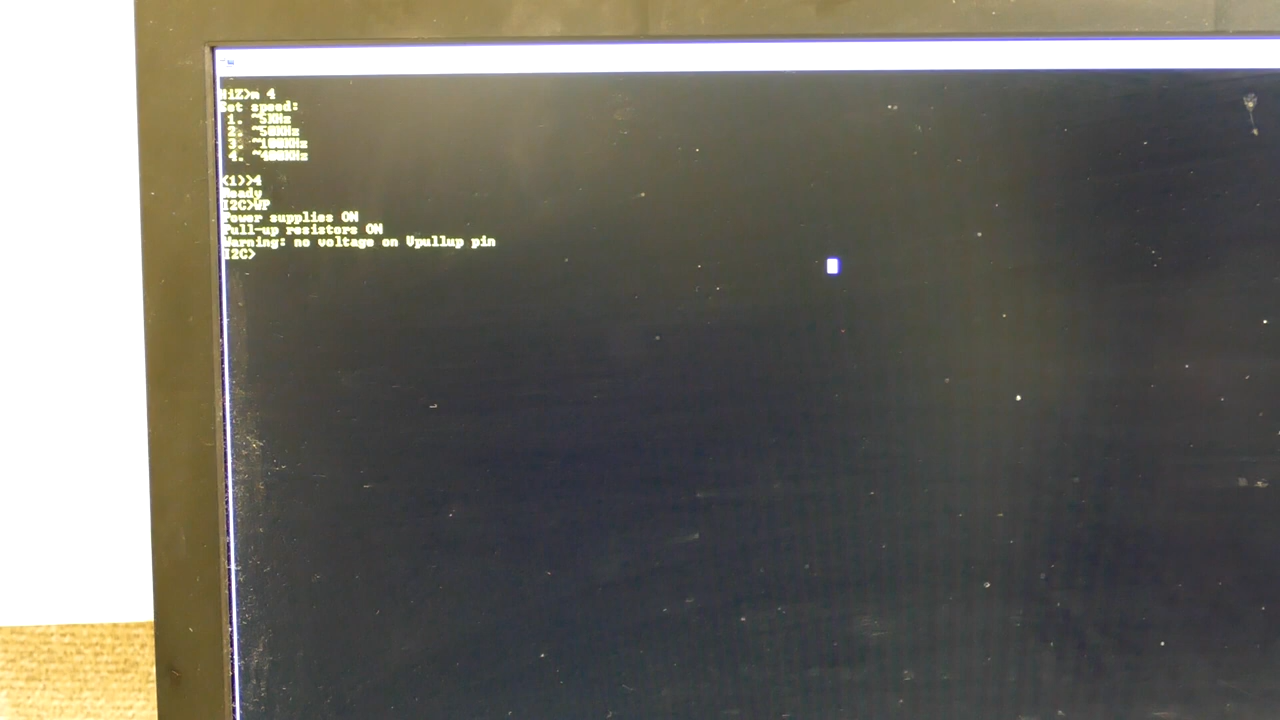 HiZ>m 4
Set speed:
1. ~5KHz
2. ~50KHz
3. ~100KHz
4. ~400KHz
(1)>4
Ready
I2C>WP
Power supplies ON
Pull-up resistors ON
Warning: no voltage on Vpullup pin
I2C>